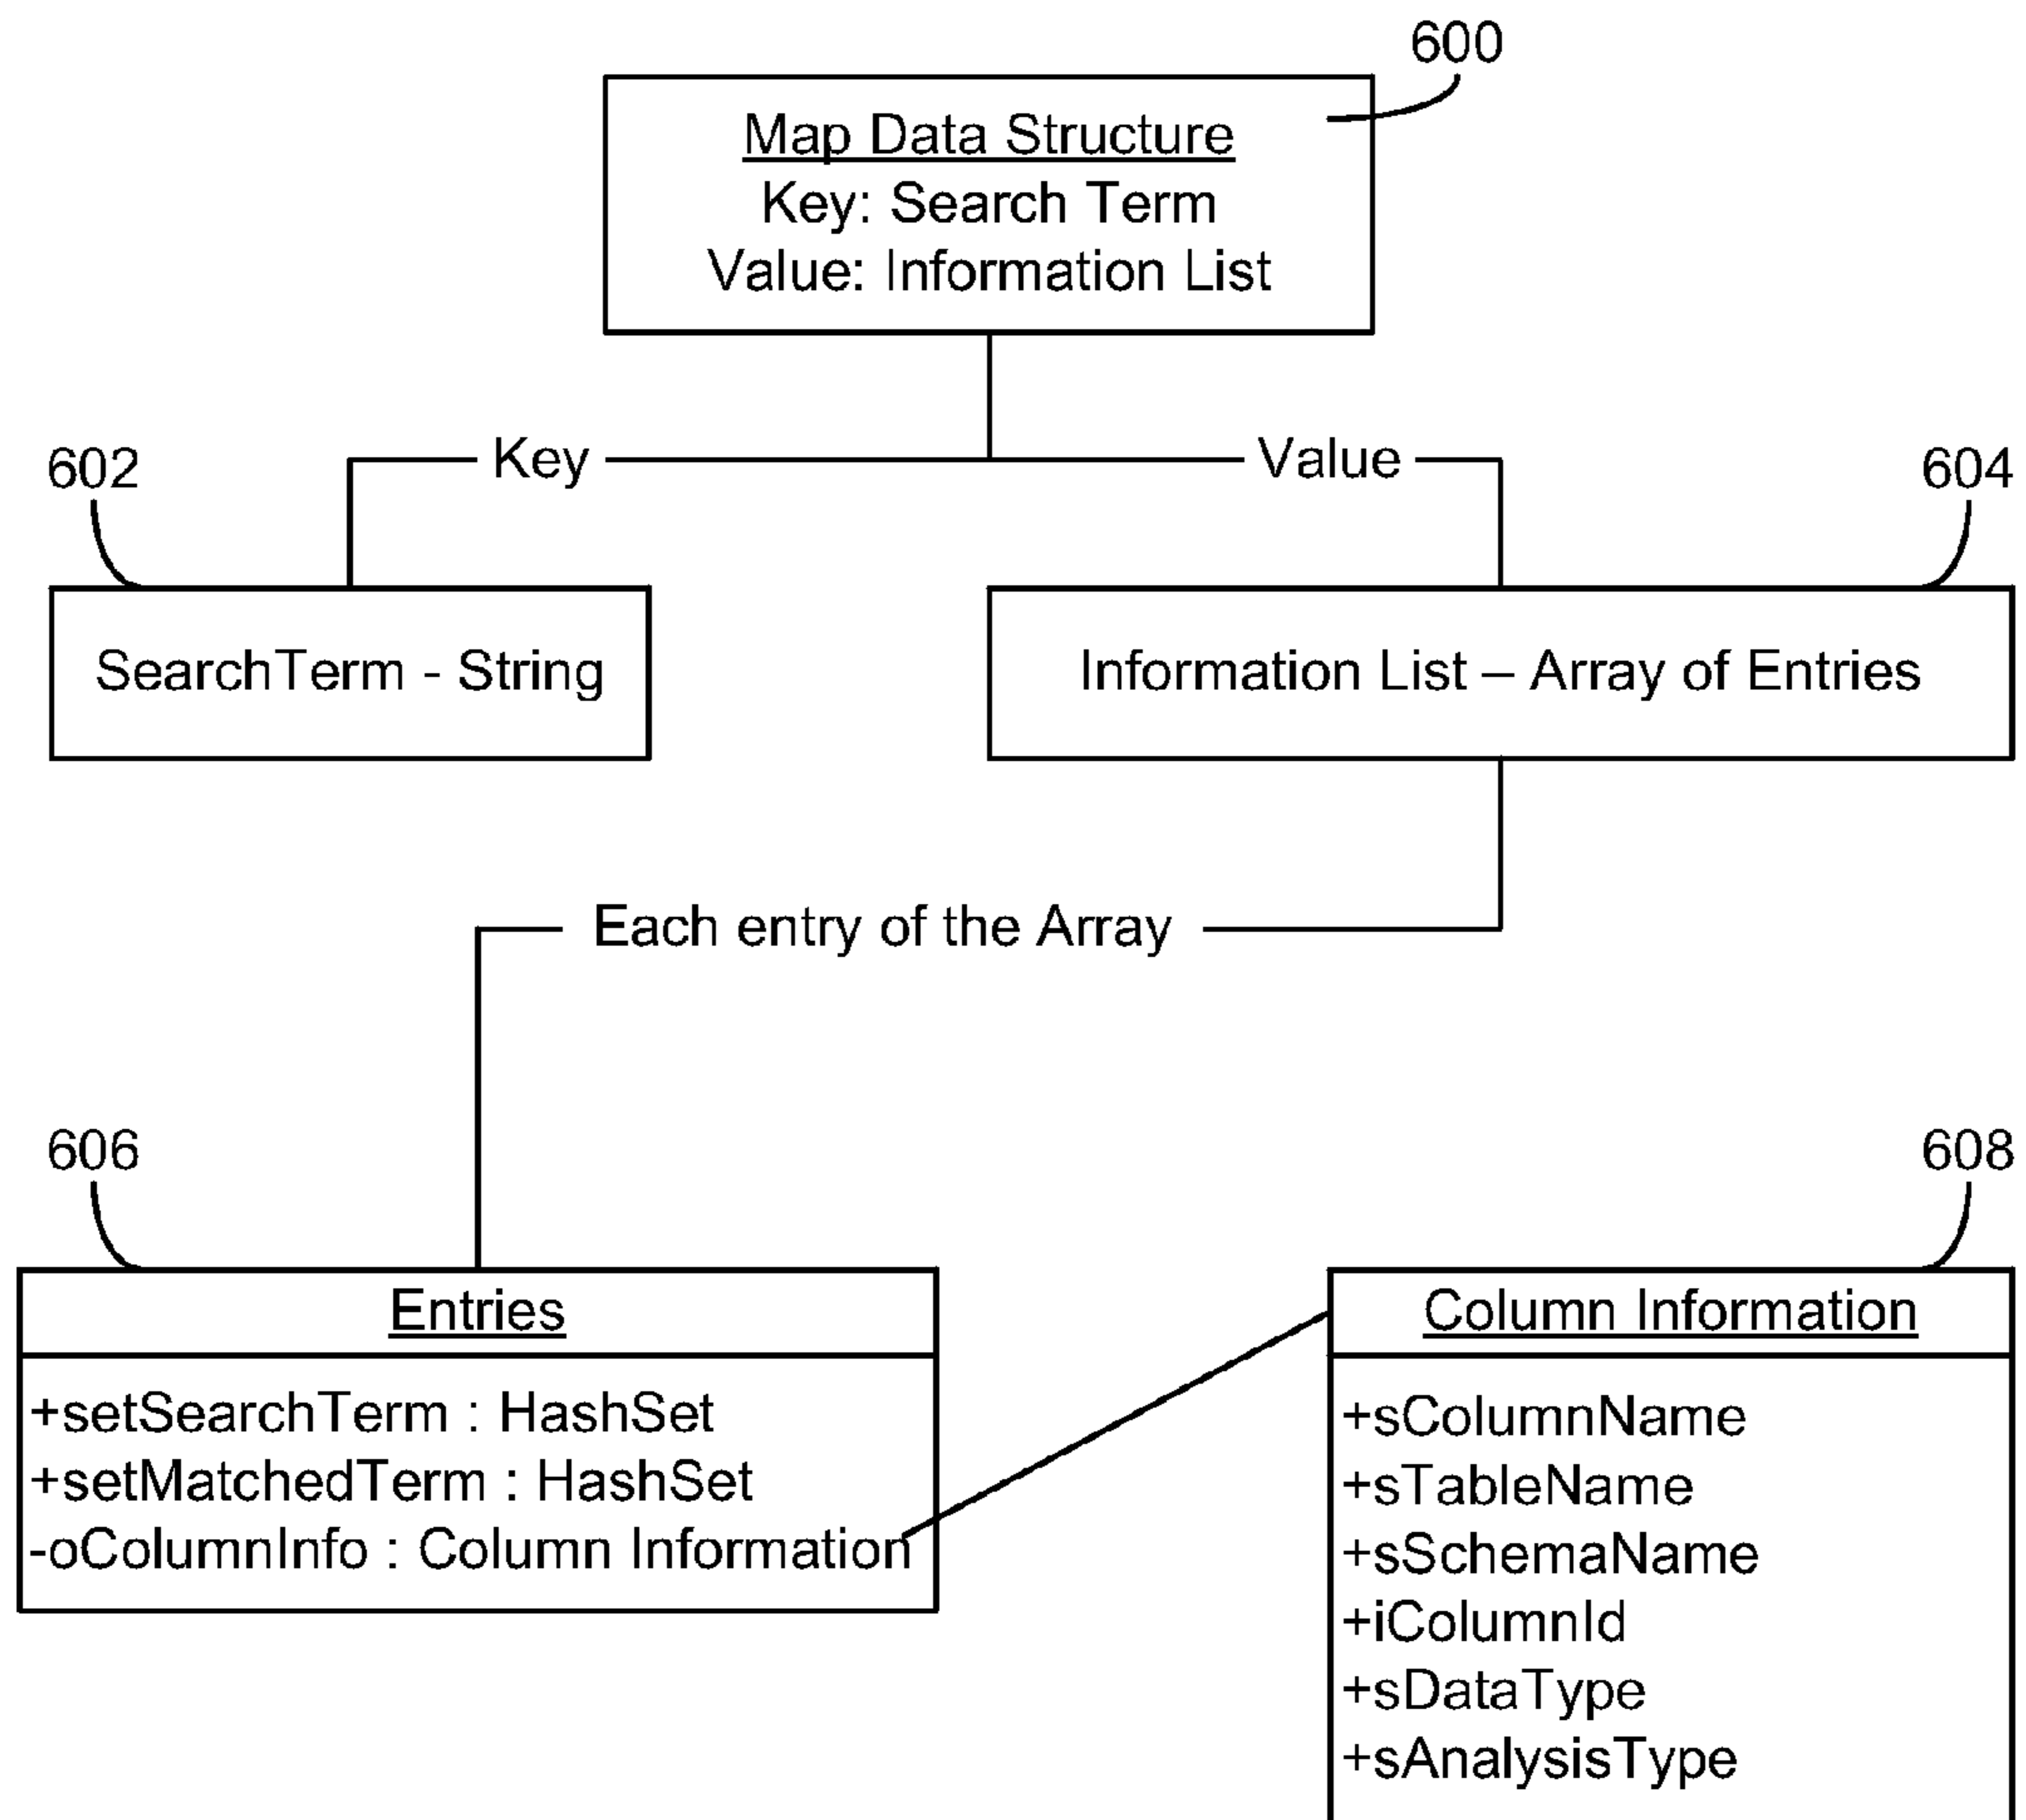 600
Map Data Structure
Key: Search Term
Value: Information List
Key
Value
602
604
SearchTerm - String
Information List – Array of Entries
Each entry of the Array
606
608
Entries
+setSearchTerm : HashSet
+setMatchedTerm : HashSet
-oColumnInfo : Column Information
Column Information
+sColumnName
+sTableName
+sSchemaName
+iColumnId
+sDataType
+sAnalysisType